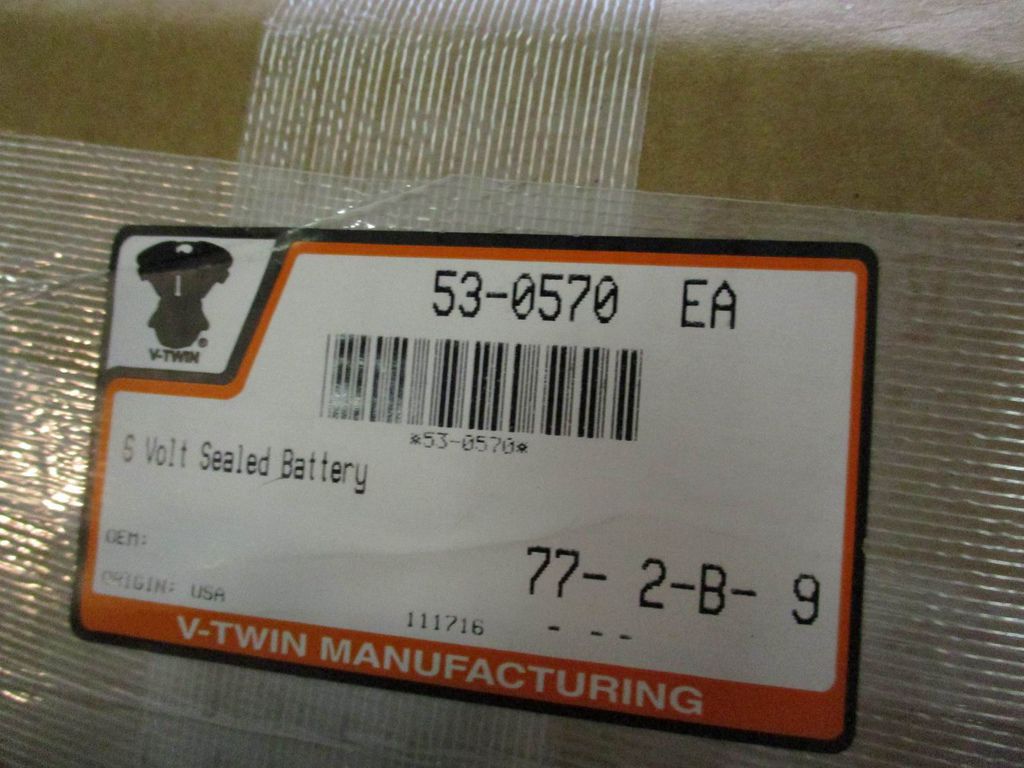 V-TWIN®
53-0570 EA
*53-0570*
6 Volt Sealed Battery
OEM:
ORIGIN: USA
77- 2-B- 9
111716 - - -
V-TWIN MANUFACTURING